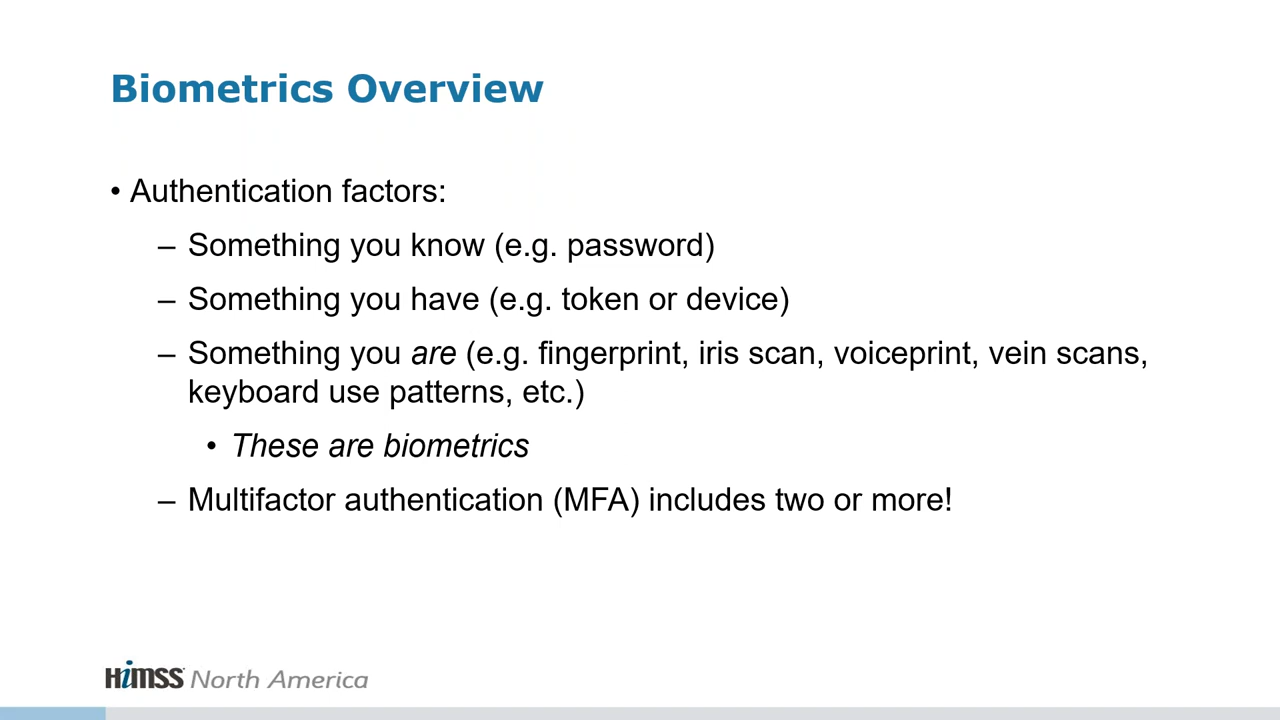 Biometrics Overview
• Authentication factors:
– Something you know (e.g. password)
– Something you have (e.g. token or device)
– Something you are (e.g. fingerprint, iris scan, voiceprint, vein scans,
keyboard use patterns, etc.)
• These are biometrics
– Multifactor authentication (MFA) includes two or more!
HiMSS North America